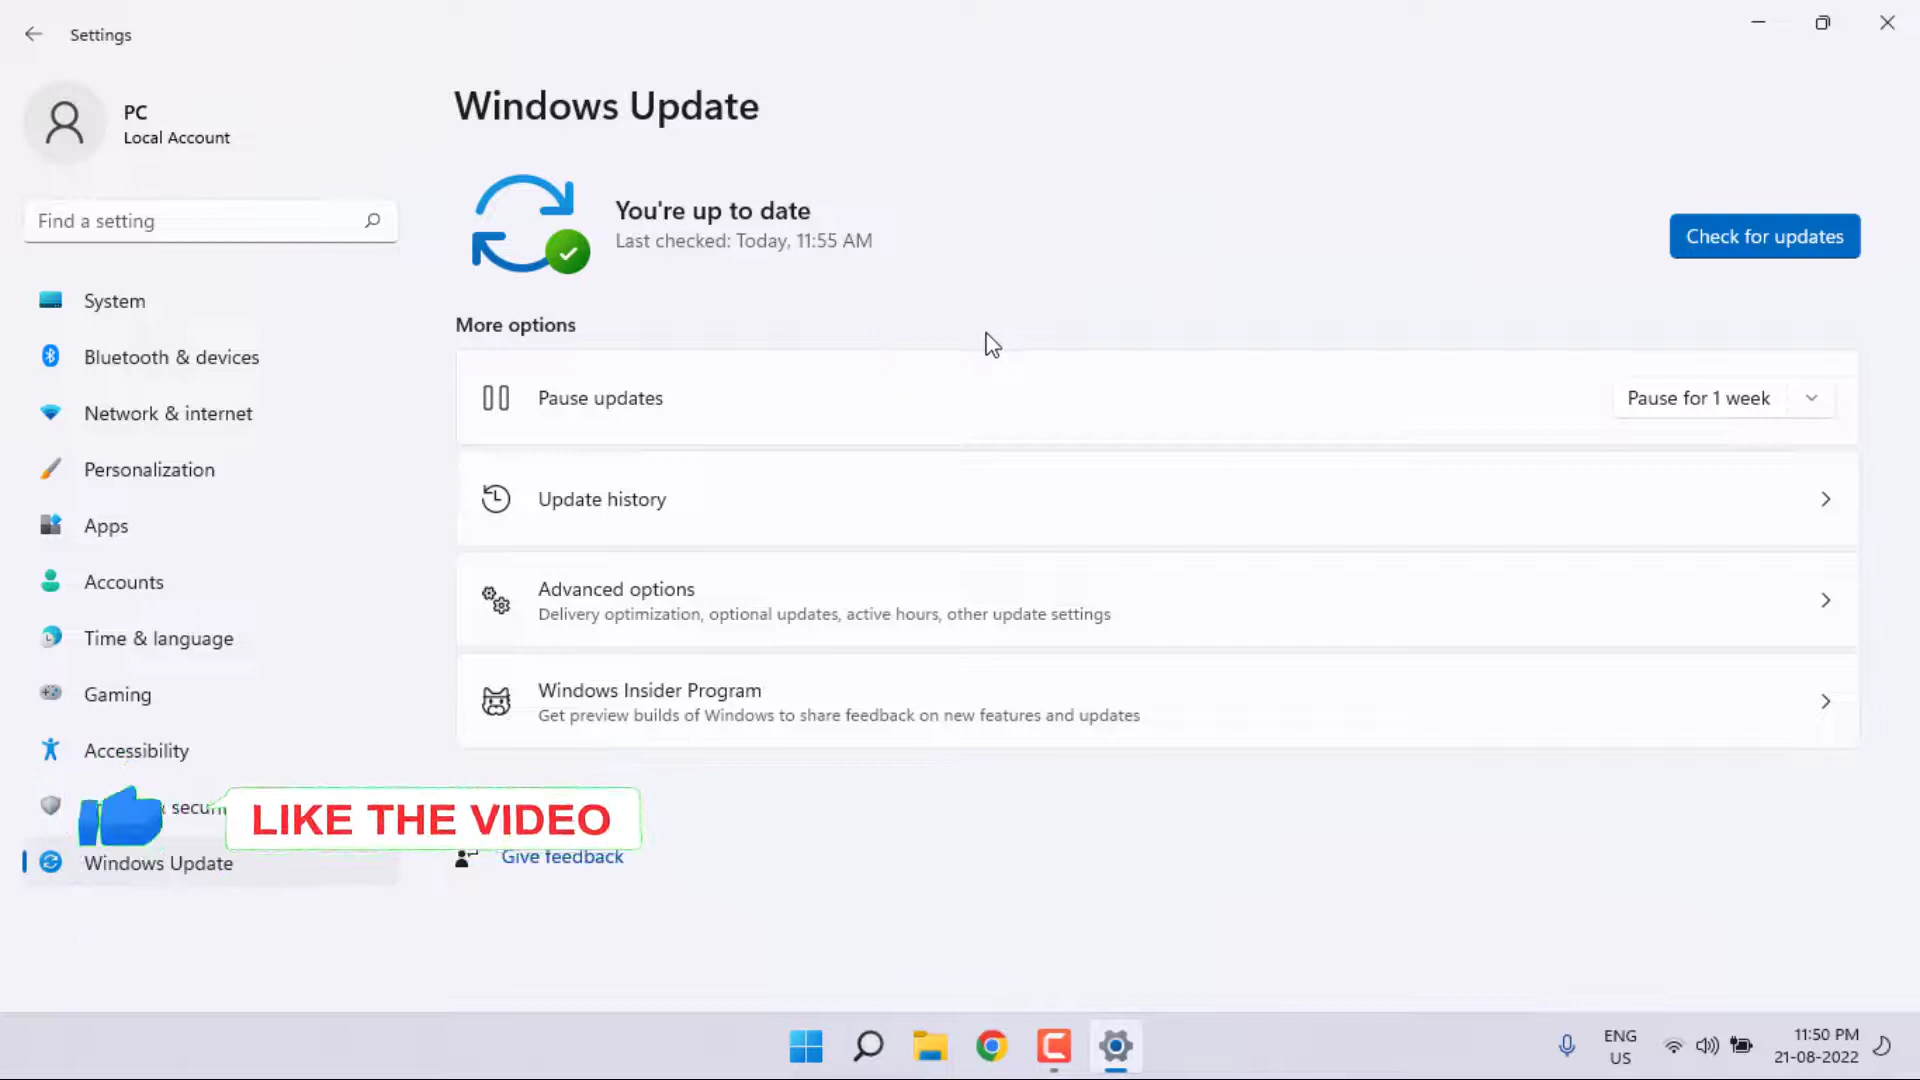 Settings
PC
Local Account
Find a setting
System
Bluetooth & devices
Network & internet
Personalization
Apps
Accounts
Time & language
Gaming
Accessibility
& secur
Windows Update
LIKE THE VIDEO
Windows Update
You're up to date
Last checked: Today, 11:55 AM
Check for updates
More options
Pause updates
Pause for 1 week
Update history
Advanced options
Delivery optimization, optional updates, active hours, other update settings
Windows Insider Program
Get preview builds of Windows to share feedback on new features and updates
Give feedback
ENG
US
11:50 PM
21-08-2022